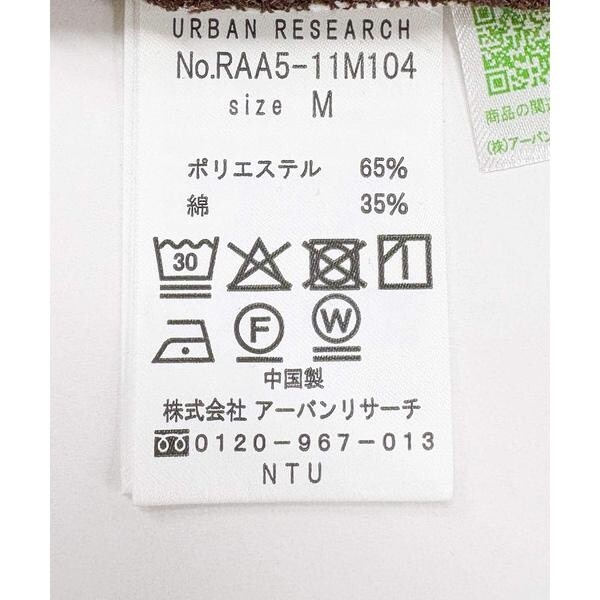 URBAN RESEARCH
No.RAA5-11M104
size M
ポリエステル 65%
綿 35%
30
F W
中国製
株式会社 アーバンリサーチ
0120-967-013
NTU
商品の関
(株)アーバン